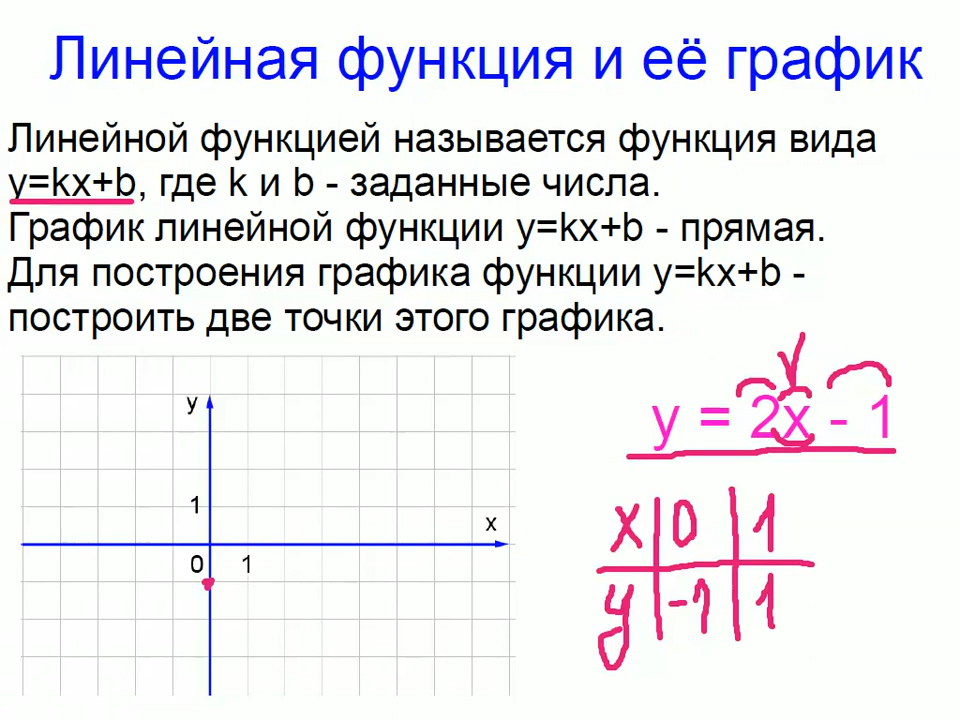 Линейная функция и её график
Линейной функцией называется функция вида
y=kx+b, где k и b - заданные числа.
График линейной функции y=kx+b - прямая.
Для построения графика функции y=kx+b -
построить две точки этого графика.
y
1
x
0 1
y = 2x - 1
x 0 1
y -1 1